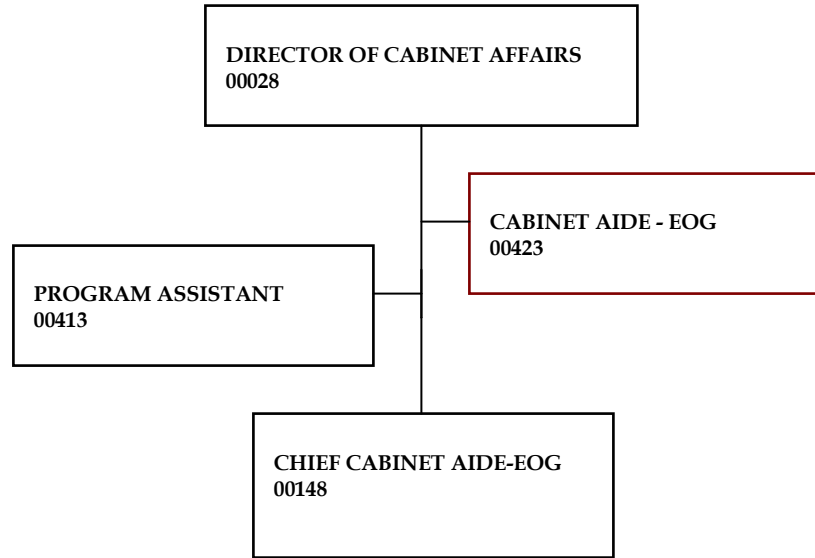 DIRECTOR OF CABINET AFFAIRS
00028
CABINET AIDE - EOG
00423
PROGRAM ASSISTANT
00413
CHIEF CABINET AIDE-EOG
00148